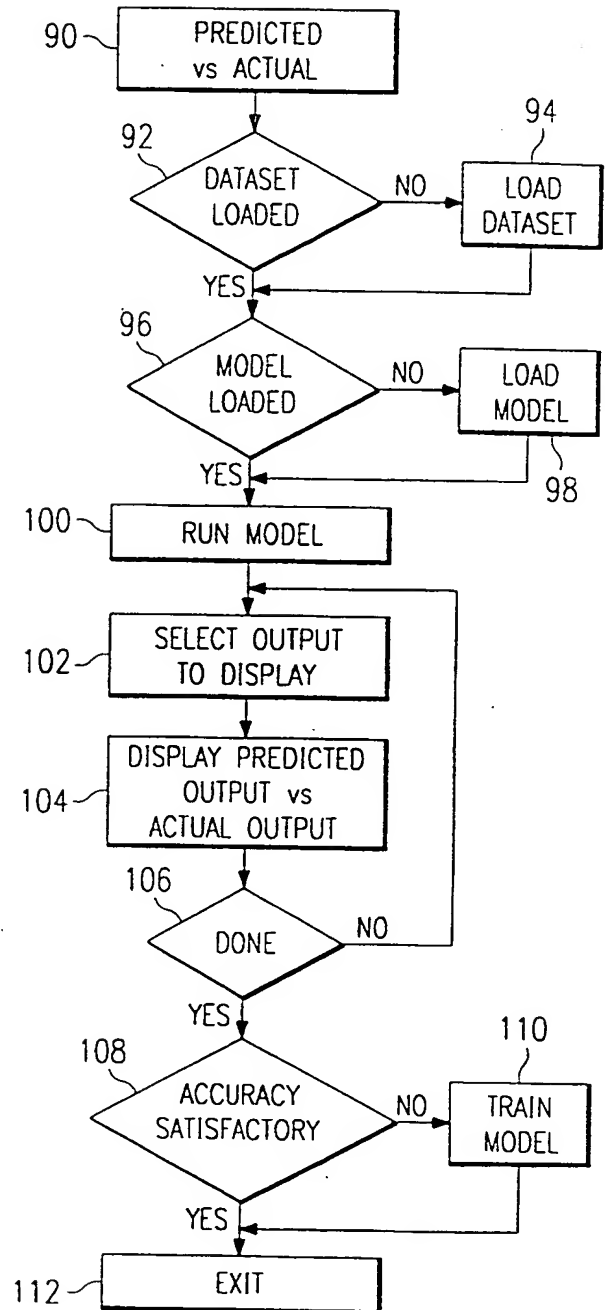 90
PREDICTED
vs ACTUAL
92
DATASET
LOADED
NO
94
LOAD
DATASET
YES
96
MODEL
LOADED
NO
LOAD
MODEL
98
YES
100
RUN MODEL
102
SELECT OUTPUT
TO DISPLAY
104
DISPLAY PREDICTED
OUTPUT vs
ACTUAL OUTPUT
106
DONE
NO
YES
108
ACCURACY
SATISFACTORY
NO
110
TRAIN
MODEL
YES
112
EXIT